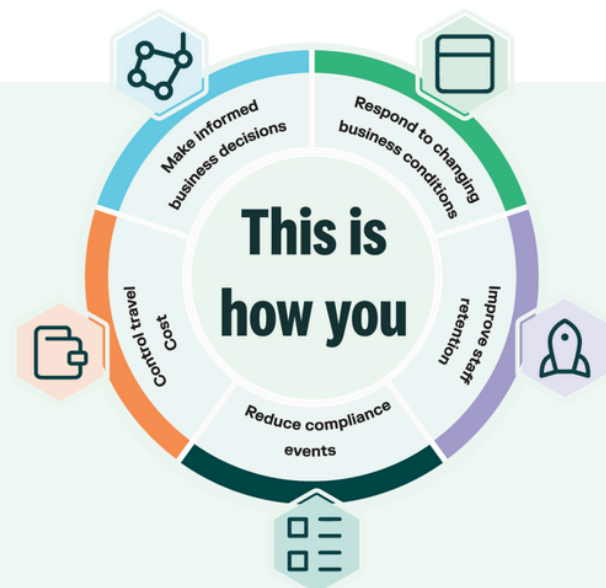 This is
how you
Make informed
business decisions
Respond to changing
business conditions
Improve staff
retention
Reduce compliance
events
Control travel
Cost